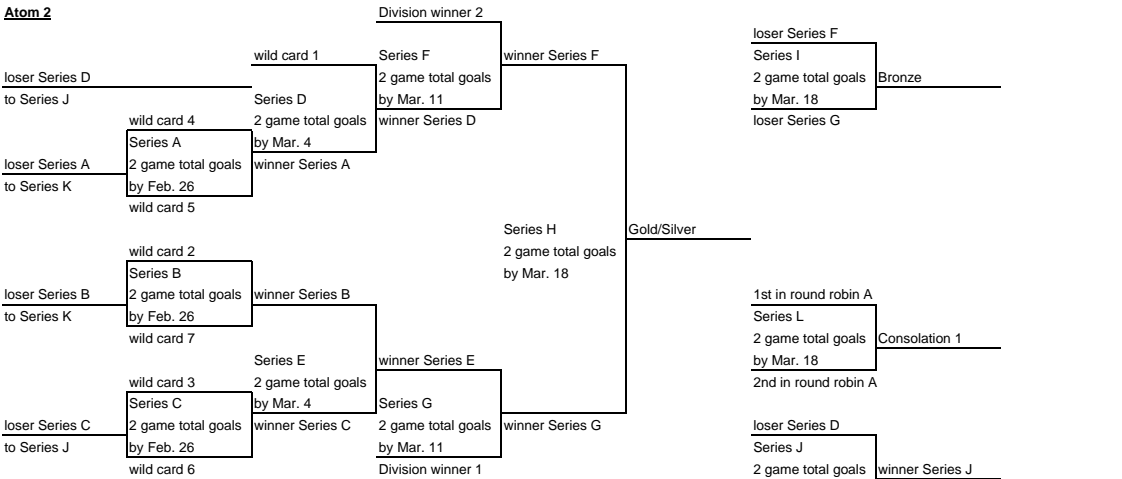 Atom 2
Division winner 2
loser Series F
wild card 1
Series F
winner Series F
Series I
loser Series D
2 game total goals
2 game total goals
Bronze
to Series J
Series D
by Mar. 11
by Mar. 18
wild card 4
2 game total goals
winner Series D
loser Series G
Series A
by Mar. 4
loser Series A
2 game total goals
winner Series A
to Series K
by Feb. 26
wild card 5
Series H
Gold/Silver
wild card 2
2 game total goals
Series B
by Mar. 18
loser Series B
2 game total goals
winner Series B
1st in round robin A
to Series K
by Feb. 26
Series L
wild card 7
2 game total goals
Consolation 1
Series E
winner Series E
by Mar. 18
wild card 3
2 game total goals
2nd in round robin A
Series C
by Mar. 4
Series G
loser Series C
2 game total goals
winner Series C
2 game total goals
winner Series G
loser Series D
to Series J
by Feb. 26
by Mar. 11
Series J
wild card 6
Division winner 1
2 game total goals
winner Series J